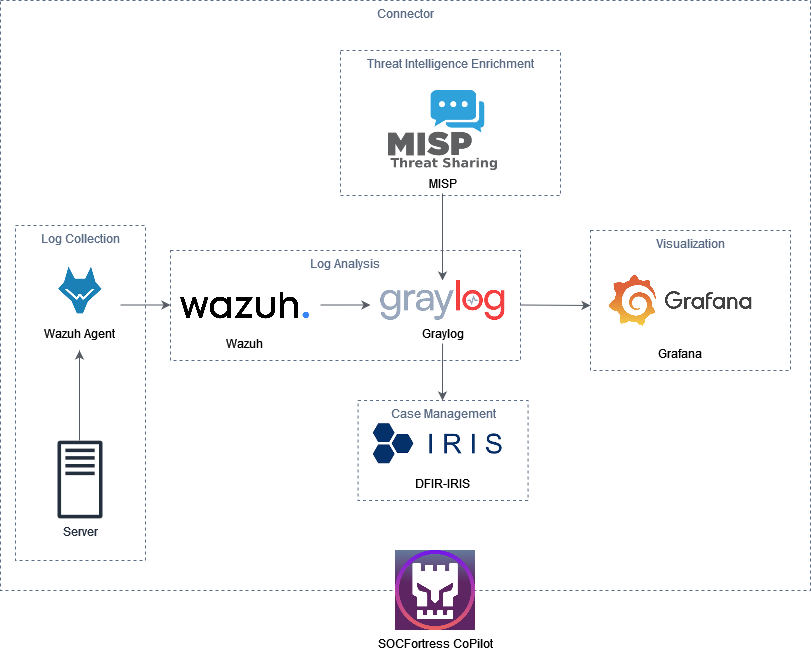 Connector
Threat Intelligence Enrichment
MISP
Threat Sharing
MISP
Log Collection
Wazuh Agent
Server
Log Analysis
wazuh.
Wazuh
graylog
Graylog
Visualization
Grafana
Grafana
Case Management
IRIS
DFIR-IRIS
SOCFortress CoPilot